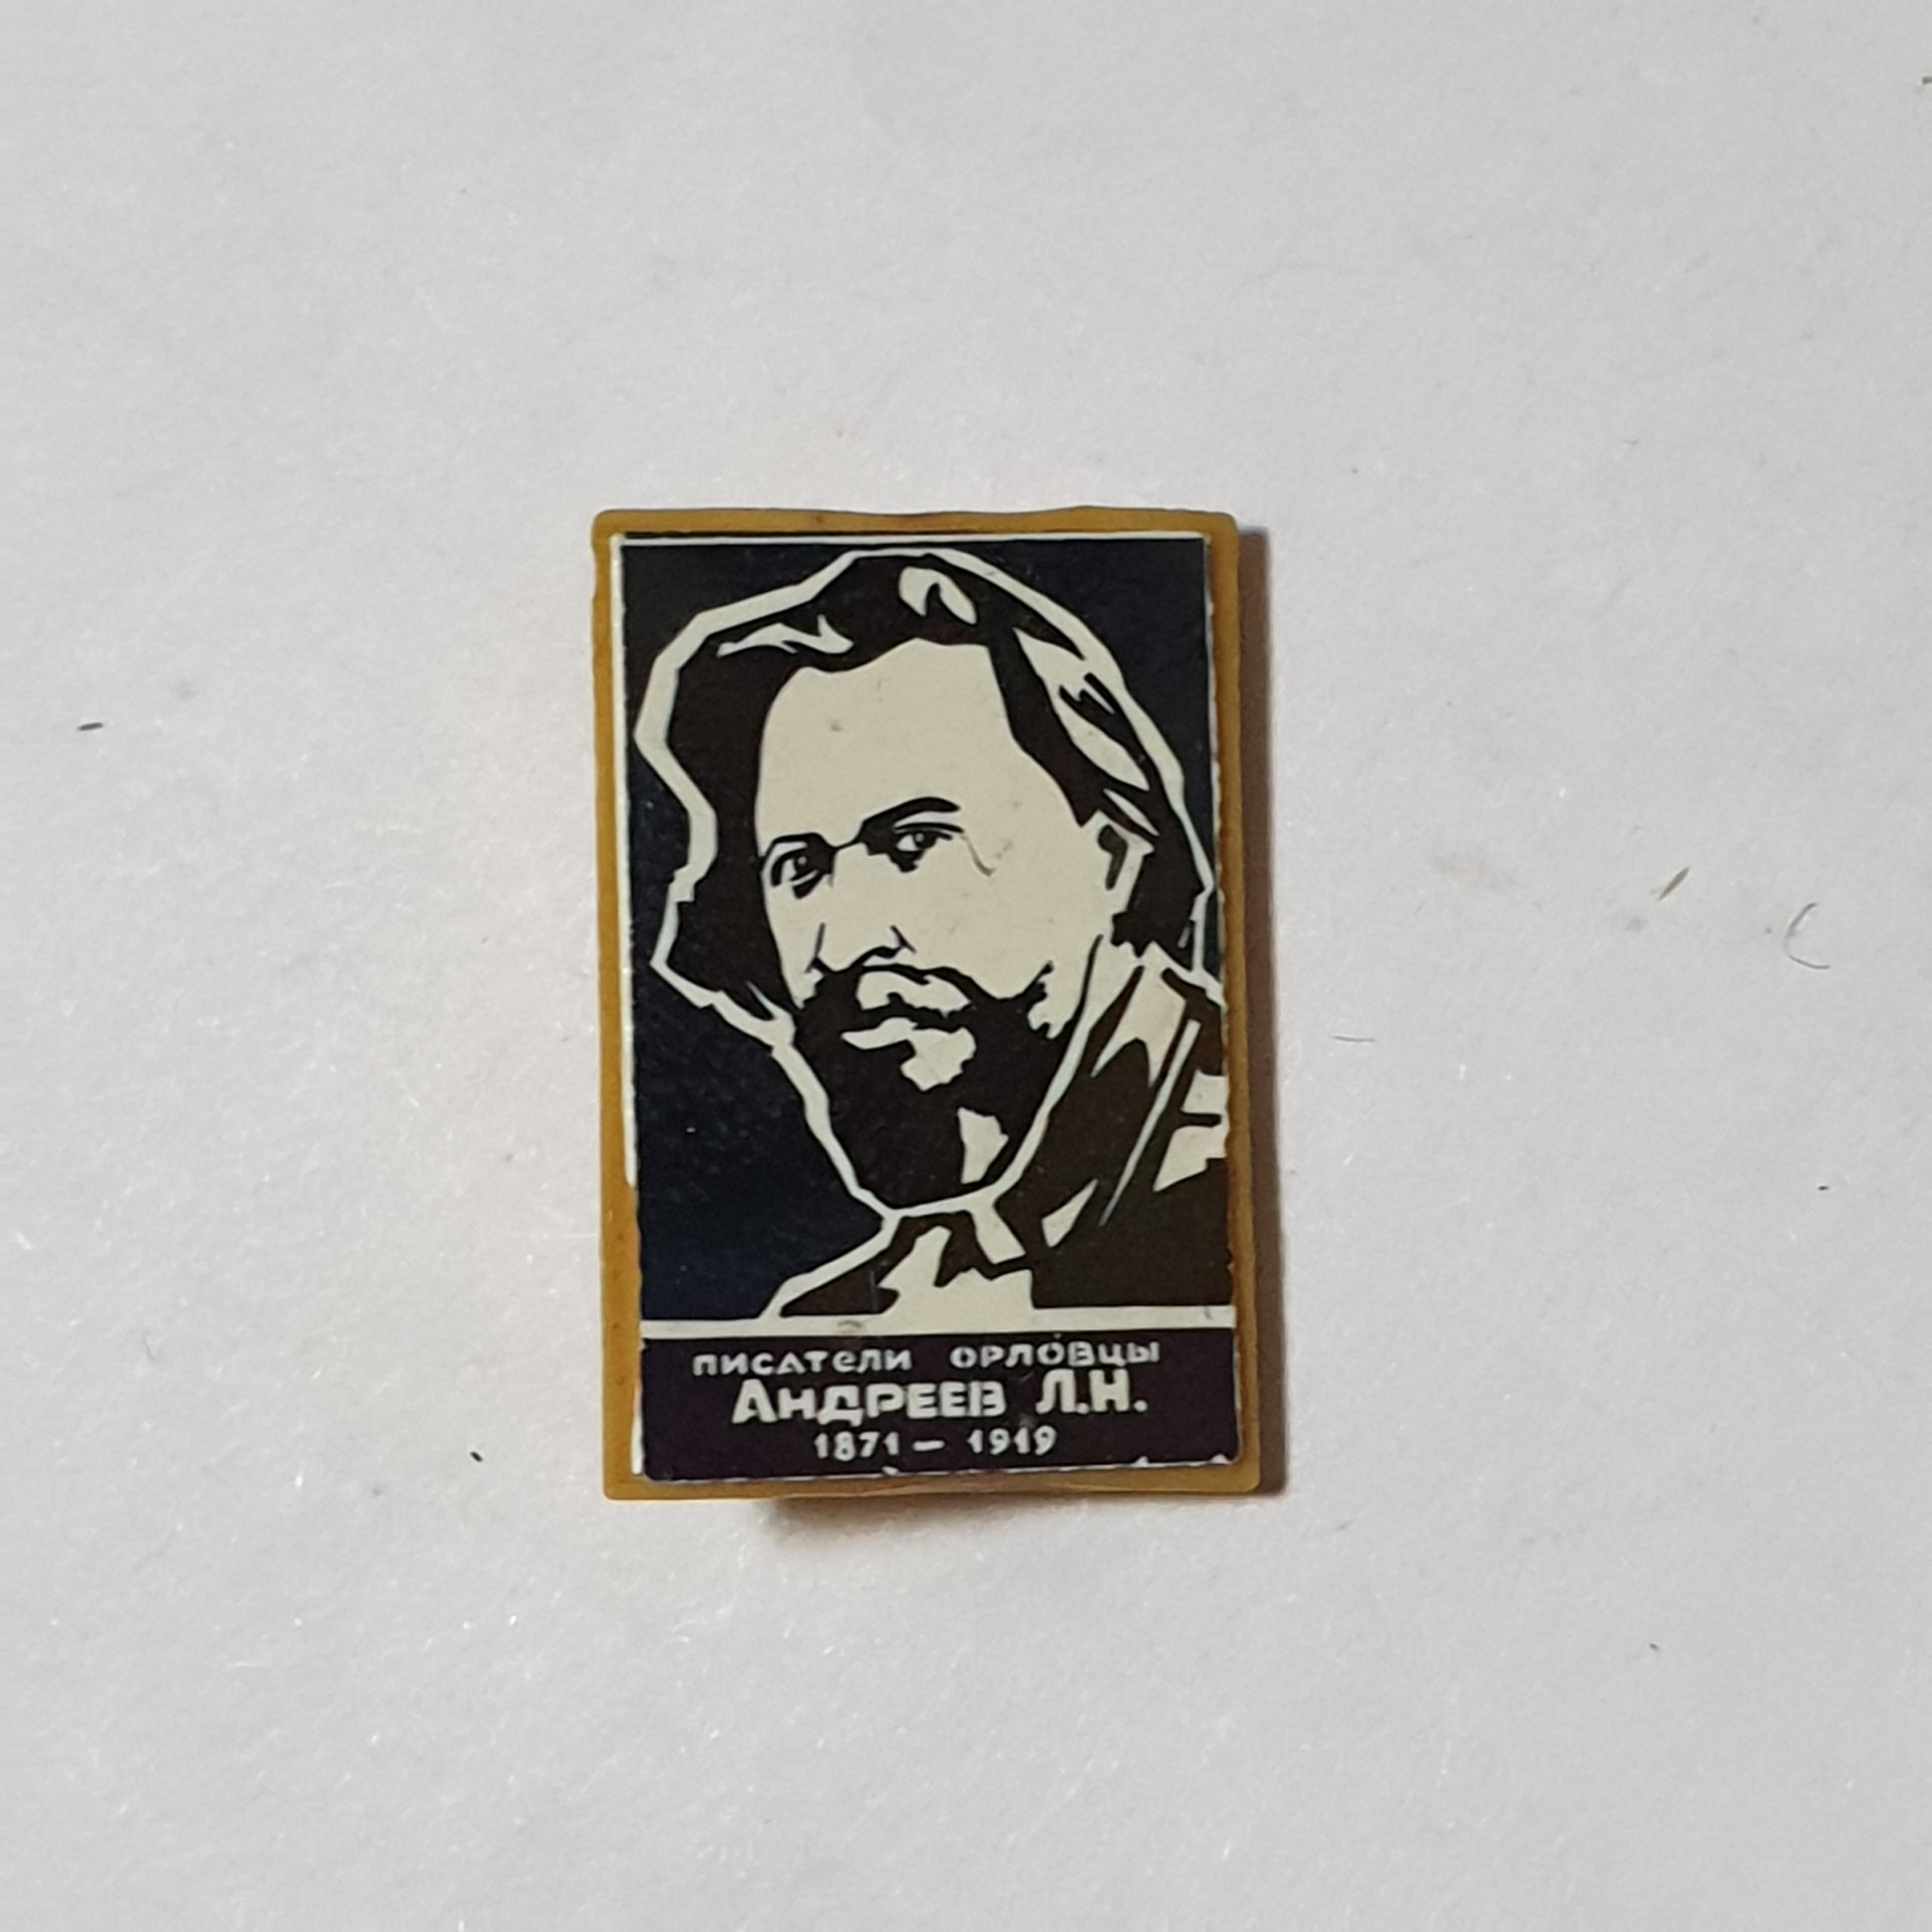 писатели орловцы
Андреев Л.Н.
1871 – 1919